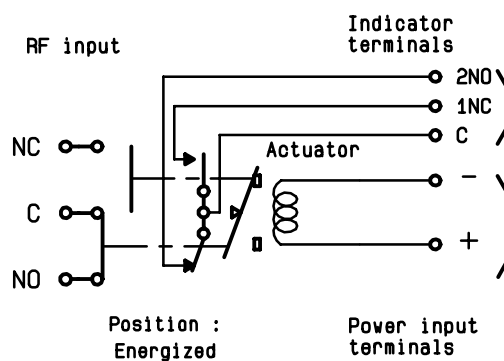 Indicator
terminals
RF input
2NO
1NC
C
NC
Actuator
-
C
+
NO
Position :
Energized
Power input
terminals